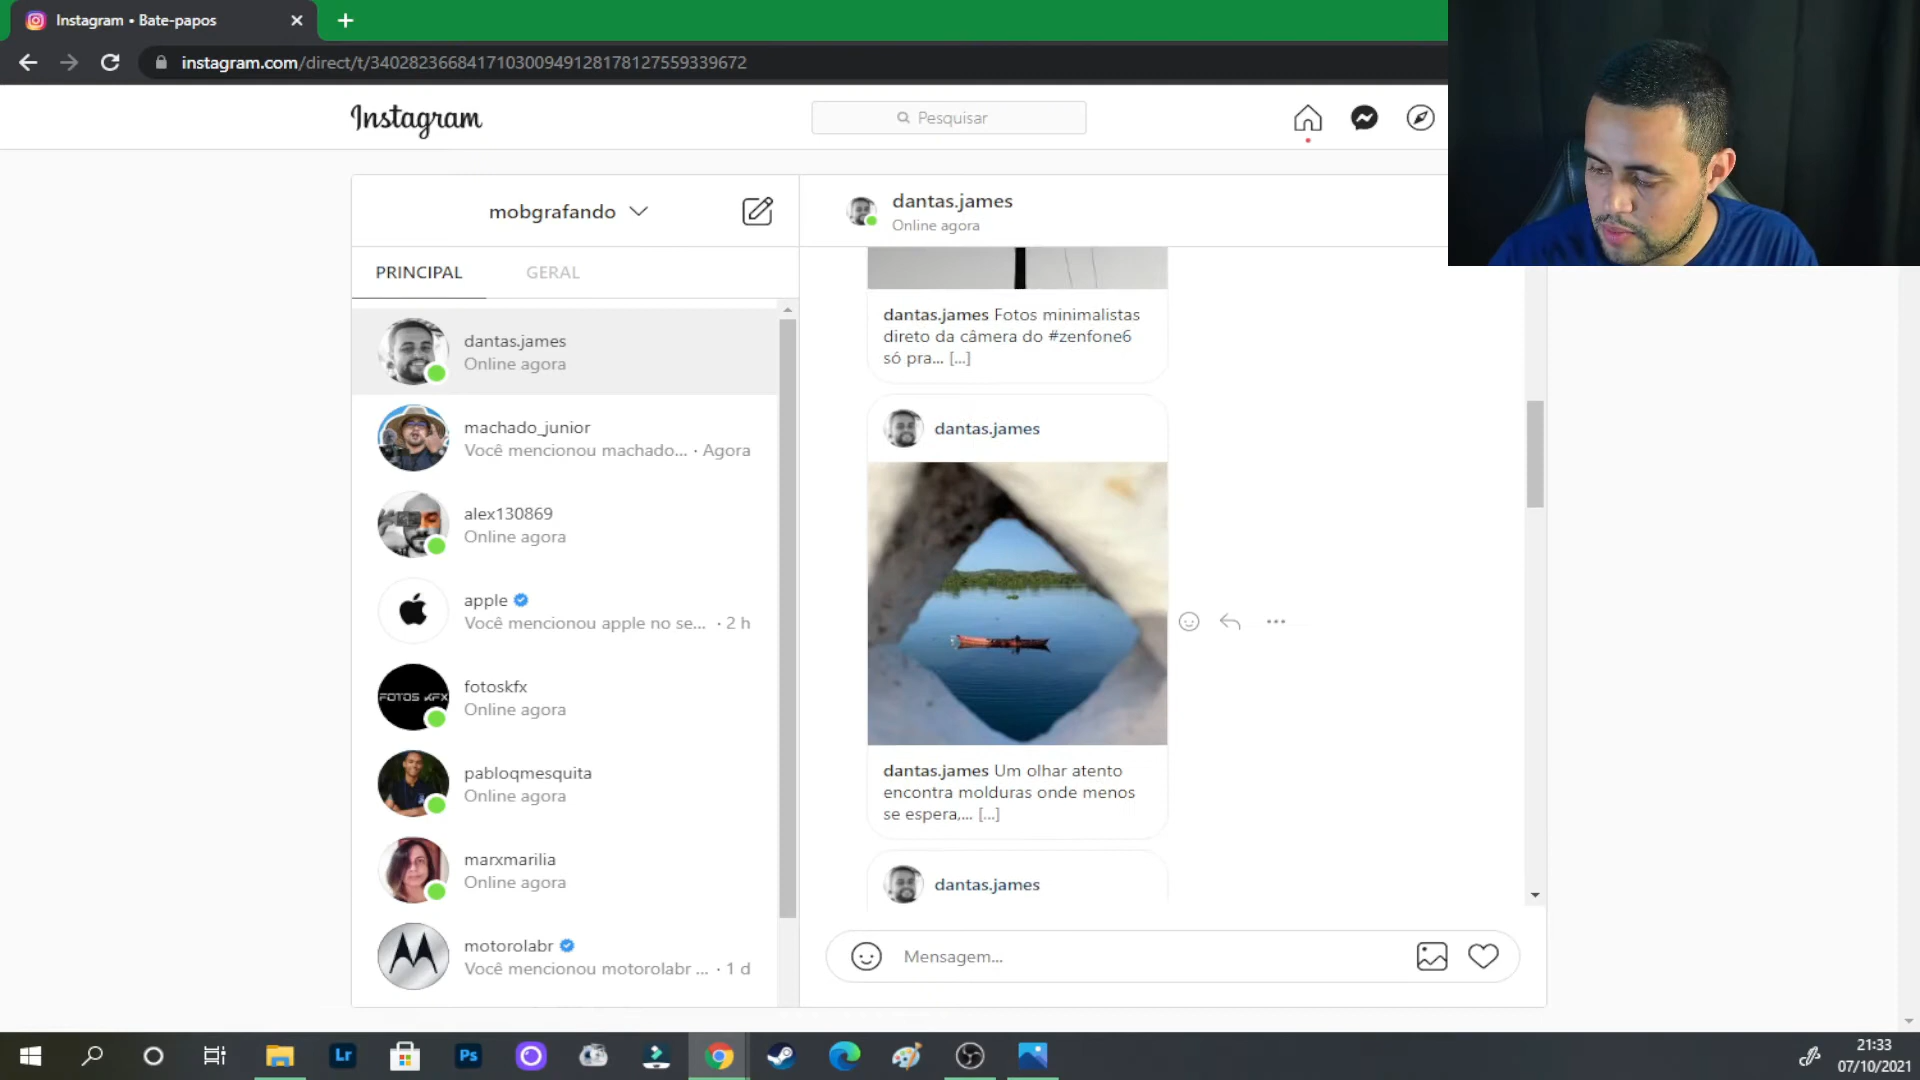 Instagram • Bate-papos
instagram.com/direct/t/340282366841710300949128178127559339672
Instagram
Pesquisar
mobgrafando
PRINCIPAL
GERAL
dantas.james
Online agora
machado_junior
Você mencionou machado... · Agora
alex130869
Online agora
apple
Você mencionou apple no se... · 2 h
FOTOS KFX
fotoskfx
Online agora
pabloqmesquita
Online agora
marxmarilia
Online agora
motorolabr
Você mencionou motorolabr ... · 1 d
dantas.james
Online agora
dantas.james Fotos minimalistas
direto da câmera do #zenfone6
só pra... [...]
dantas.james
dantas.james Um olhar atento
encontra molduras onde menos
se espera,... [...]
dantas.james
Mensagem...
Lr
Ps
21:33
07/10/2021